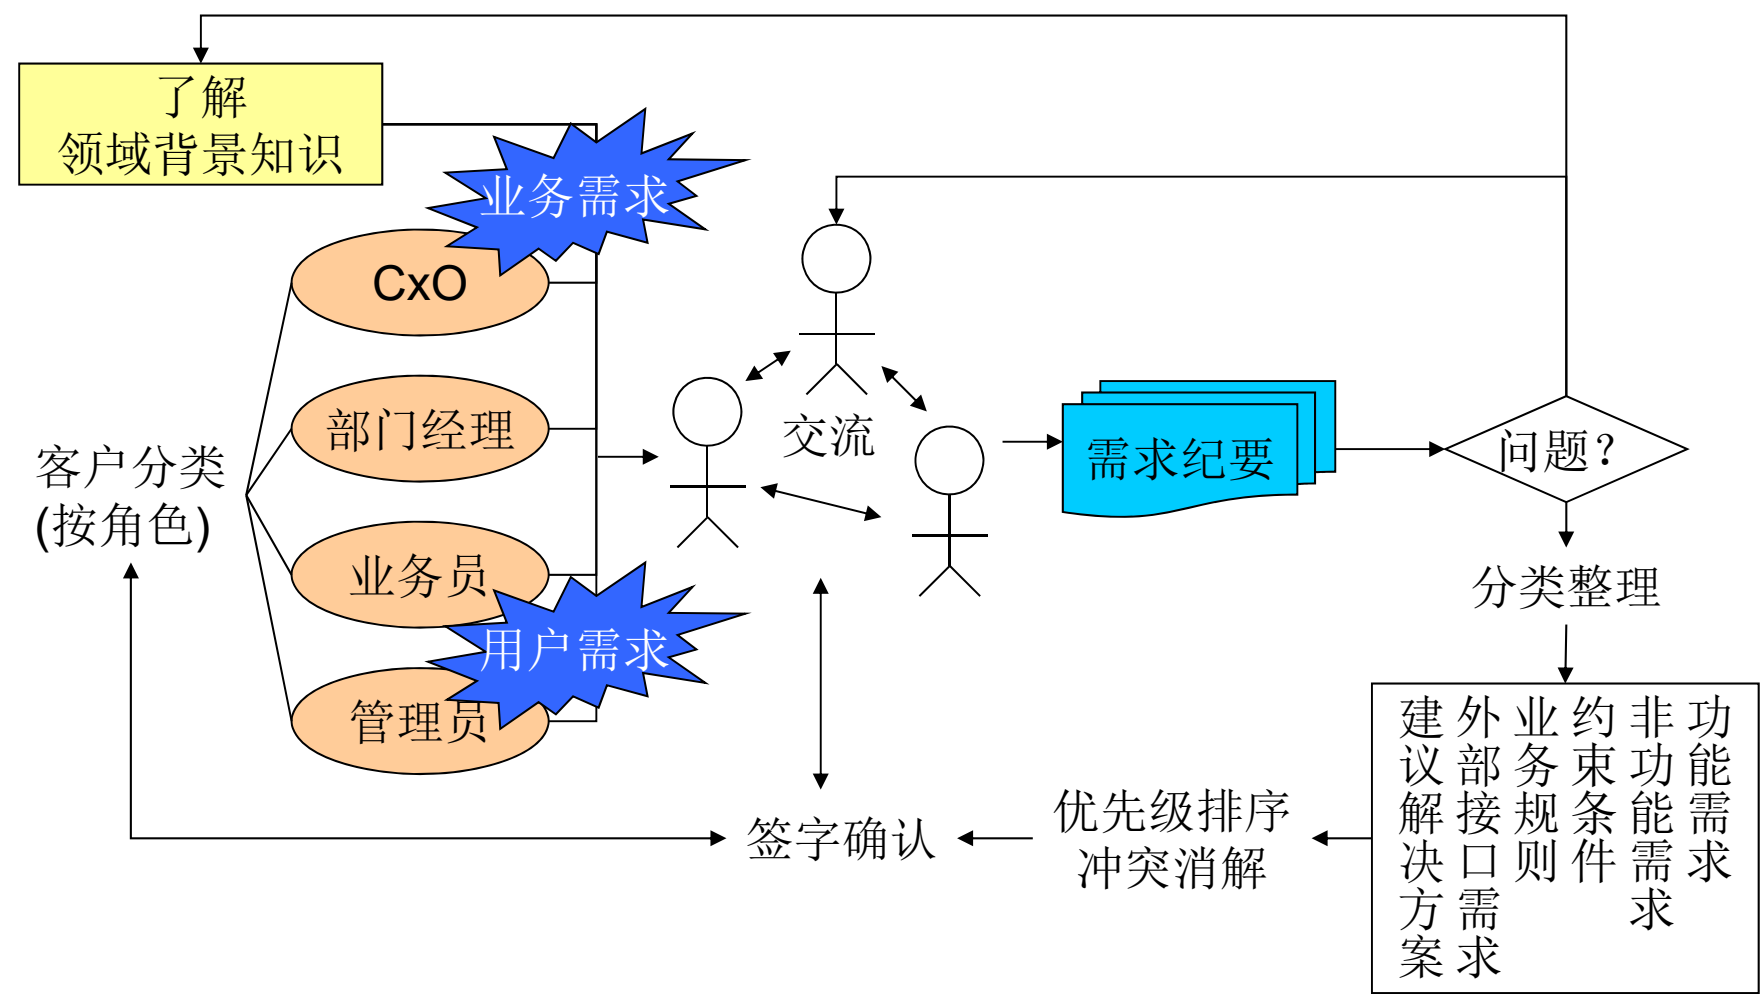 了解
领域背景知识
业务需求
CxO
部门经理
客户分类
(按角色)
业务员
用户需求
管理员
交流
需求纪要
问题？
分类整理
功能需求
非功能需求
约束条件
业务规则
外部接口需求
建议解决方案
优先级排序
冲突消解
签字确认